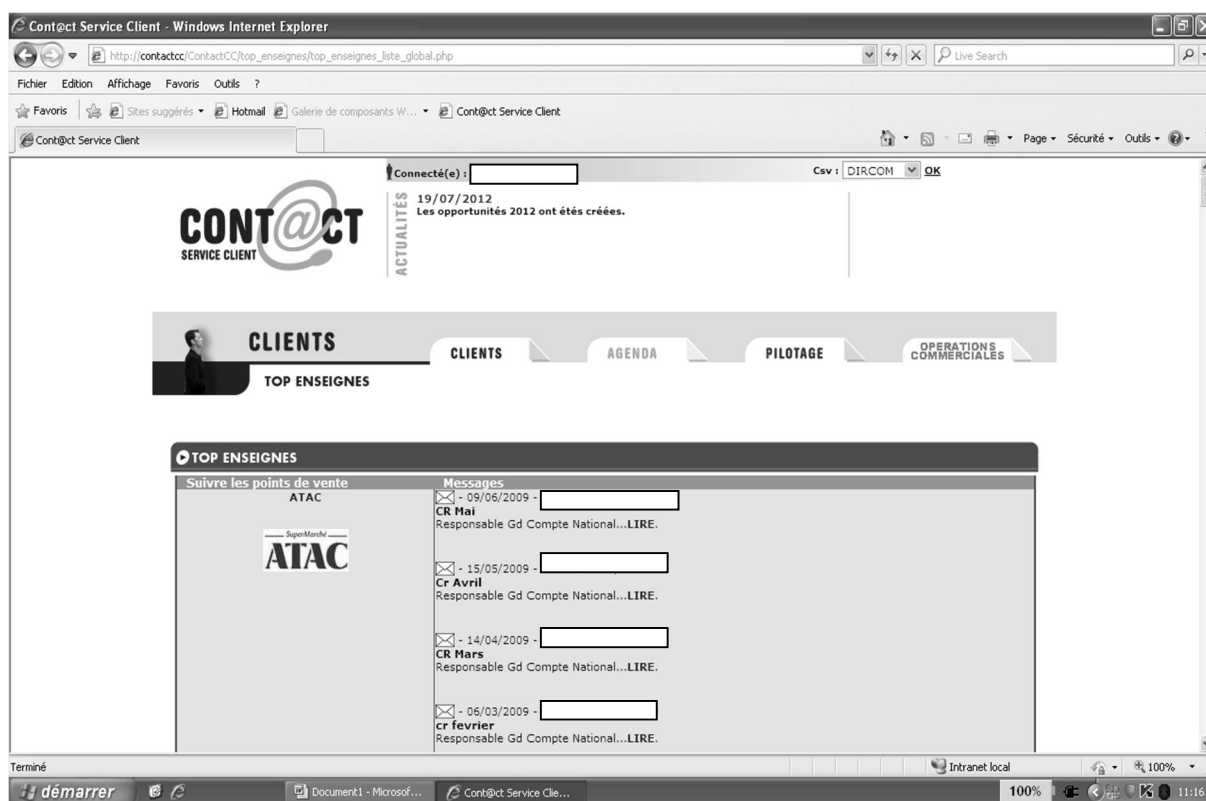 Cont@ct Service Client - Windows Internet Explorer
http://contactcc/ContactCC/top_enseignes/top_enseignes_liste_global.php
Live Search
Fichier Edition Affichage Favoris Outils ?
Favoris Sites suggérés Hotmail Galerie de composants W... Cont@ct Service Client
Cont@ct Service Client
Page Sécurité Outils
Connecté(e) :
Csv : DIRCOM OK
CONT@CT
SERVICE CLIENT
ACTUALITÉS
19/07/2012
Les opportunités 2012 ont étés créées.
CLIENTS
TOP ENSEIGNES
CLIENTS
AGENDA
PILOTAGE
OPERATIONS
COMMERCIALES
TOP ENSEIGNES
Suivre les points de vente
Messages
ATAC
SuperMarché
ATAC
- 09/06/2009 -
CR Mai
Responsable Gd Compte National...LIRE.
- 15/05/2009 -
Cr Avril
Responsable Gd Compte National...LIRE.
- 14/04/2009 -
CR Mars
Responsable Gd Compte National...LIRE.
- 06/03/2009 -
cr fevrier
Responsable Gd Compte National...LIRE.
Terminé
Intranet local
100%
démarrer
Document1 - Microsof...
Cont@ct Service Clie...
100%
11:16